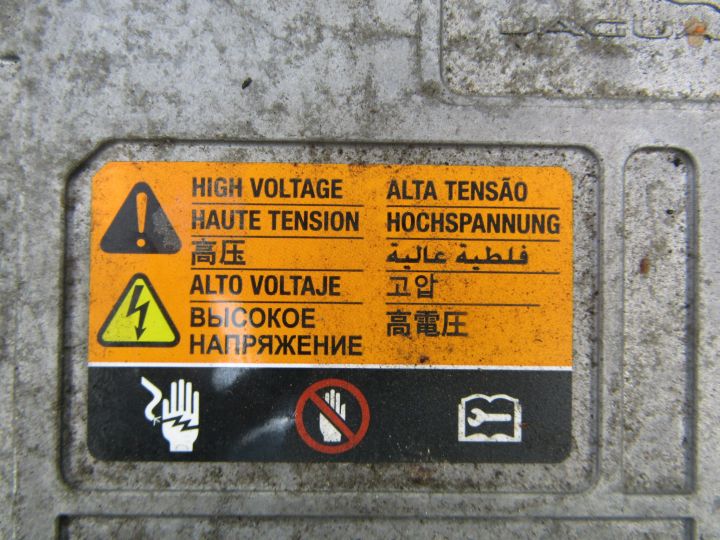 JAGUA
HIGH VOLTAGE
HAUTE TENSION
高压
ALTO VOLTAJE
ВЫСОКОЕ
НАПРЯЖЕНИЕ
ALTA TENSÃO
HOCHSPANNUNG
فلطية عالية
고압
高電圧